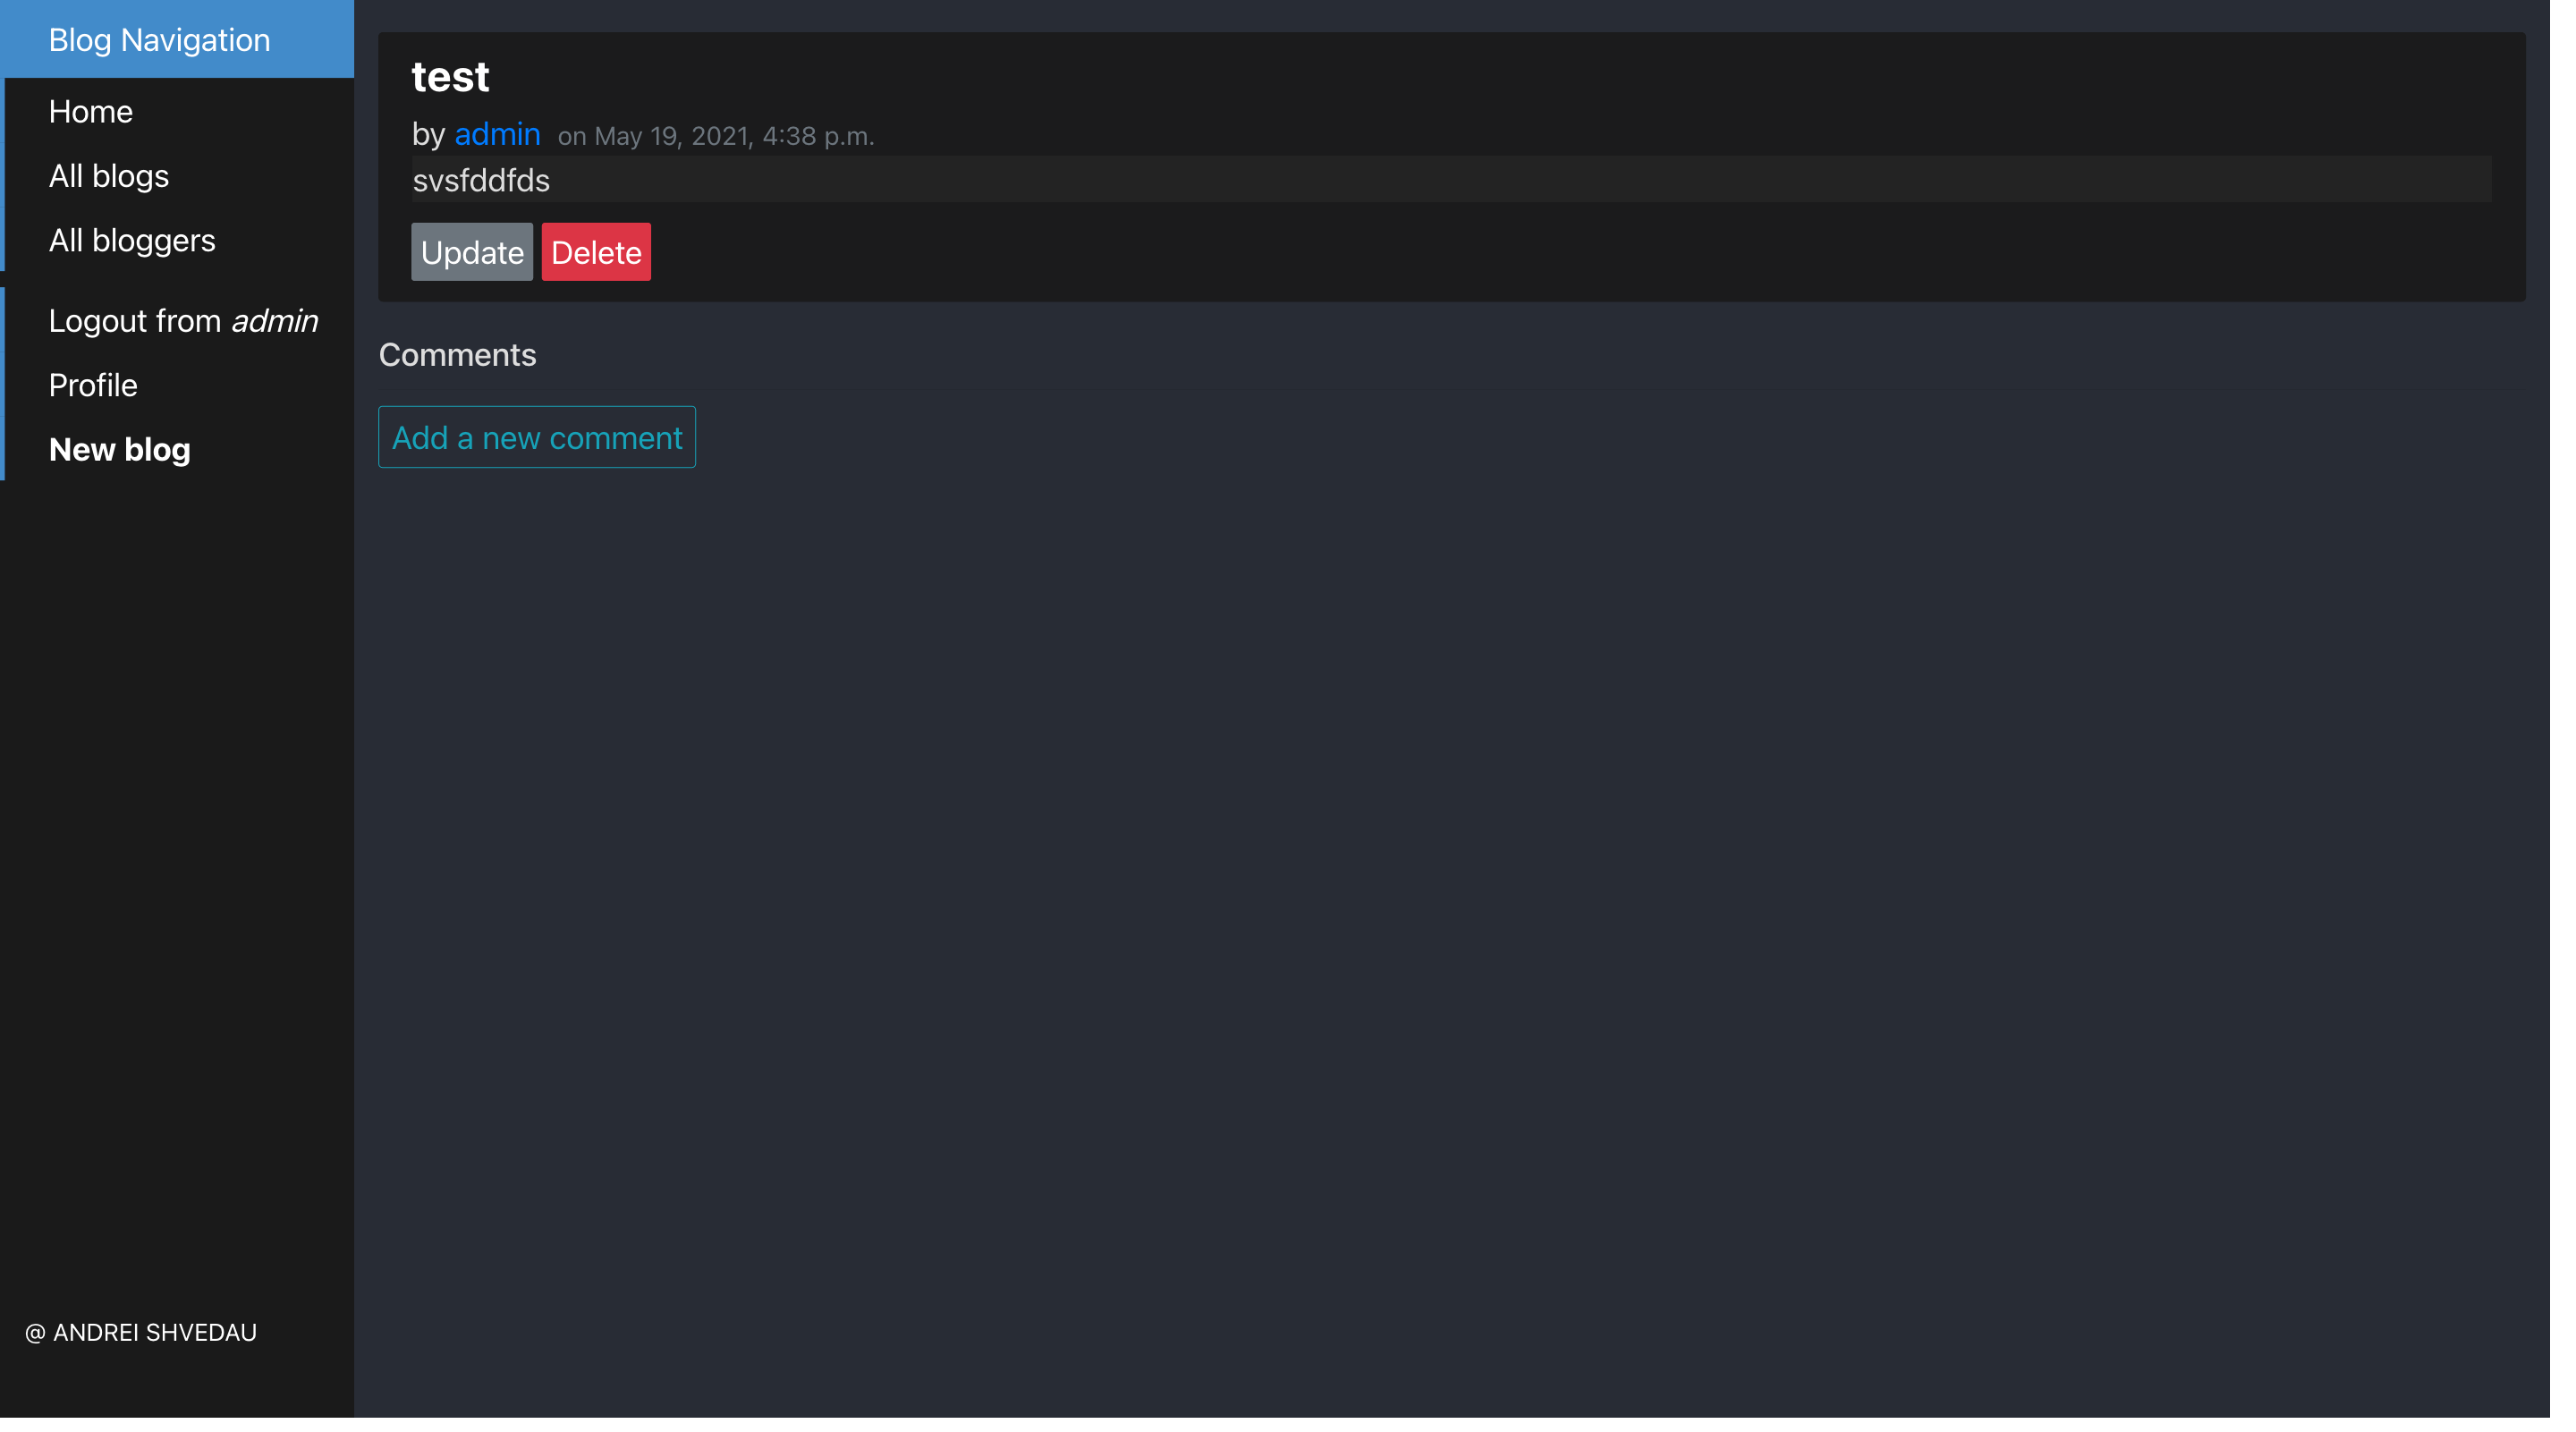 Blog Navigation
Home
All blogs
All bloggers
Logout from admin
Profile
New blog
@ ANDREI SHVEDAU
test
by admin on May 19, 2021, 4:38 p.m.
svsfddfds
Update Delete
Comments
Add a new comment